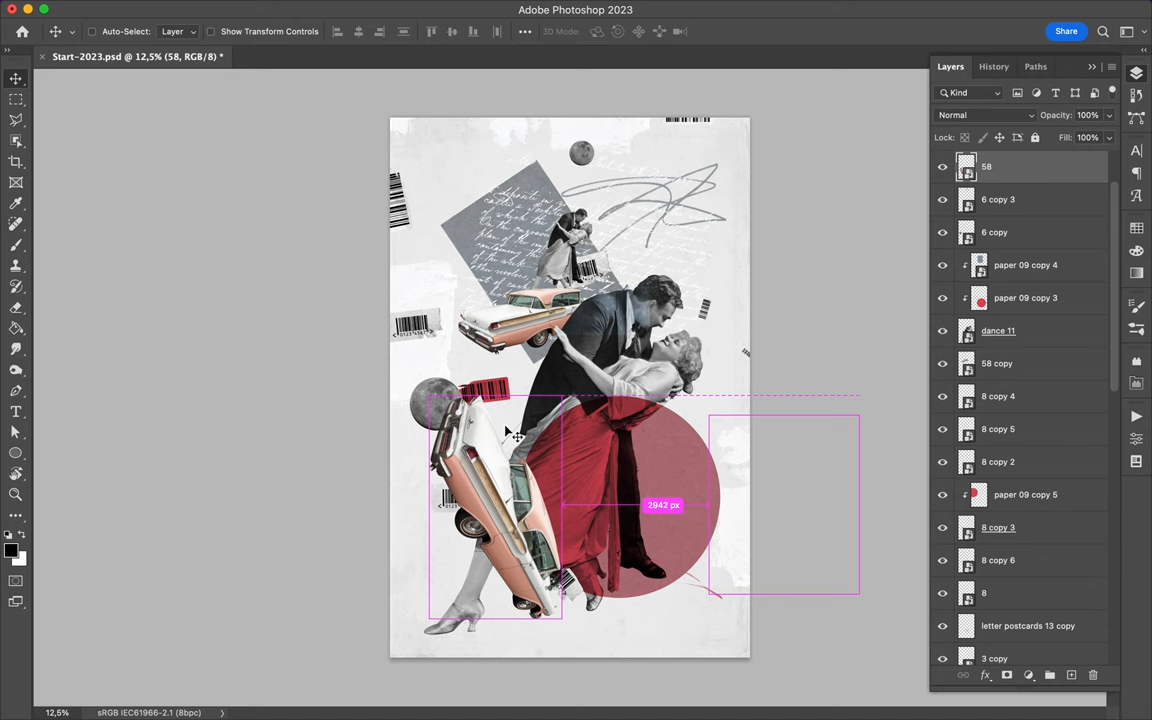 Adobe Photoshop 2023
Auto-Select: Layer Show Transform Controls 3D Mode: Share
Start-2023.psd @ 12,5% (58, RGB/8) *
Layers History Paths
Kind
Normal Opacity: 100%
Lock: Fill: 100%
58
6 copy 3
6 copy
paper 09 copy 4
paper 09 copy 3
dance 11
58 copy
8 copy 4
8 copy 5
8 copy 2
paper 09 copy 5
8 copy 3
8 copy 6
8
letter postcards 13 copy
3 copy
2942 px
12,5% sRGB IEC61966-2.1 (8bpc)